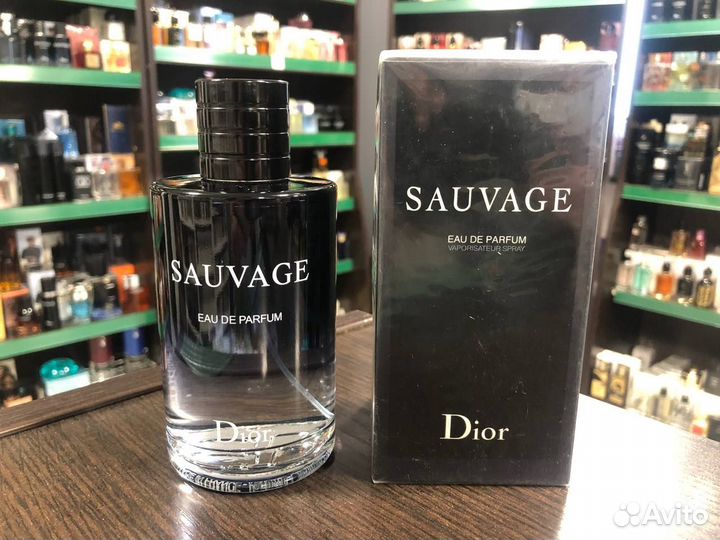 SAUVAGE
EAU DE PARFUM
Dior
SAUVAGE
EAU DE PARFUM
VAPORISATEUR SPRAY
Dior
Avito